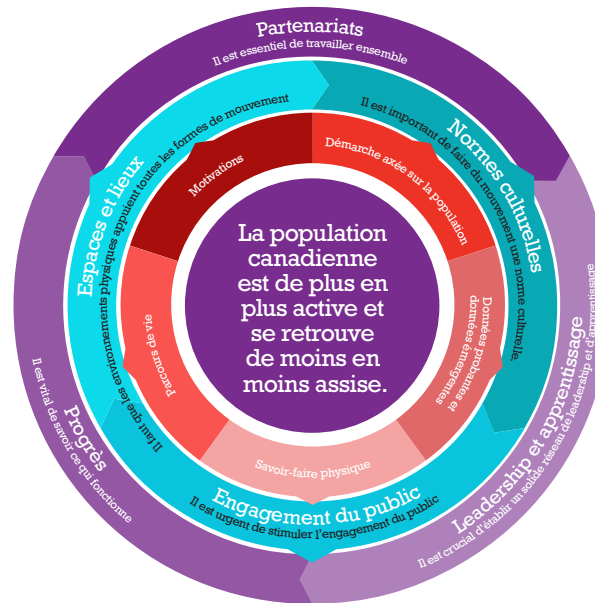 Partenariats
Il est essentiel de travailler ensemble
Normes culturelles
Il est important de faire du mouvement une norme culturelle.
Espaces et lieux
Il faut que les environnements physiques appuient toutes les formes de mouvement
Motivations
Démarche axée sur la population
La population
canadienne
est de plus en
plus active et
se retrouve
de moins en
moins assise.
Parcours de vie
Données probantes et
données émergentes
Savoir-faire physique
Engagement du public
Il est urgent de stimuler l’engagement du public
Progrès
Il est vital de savoir ce qui fonctionne
Leadership et apprentissage
Il est crucial d’établir un solide réseau de leadership et d’apprentissage